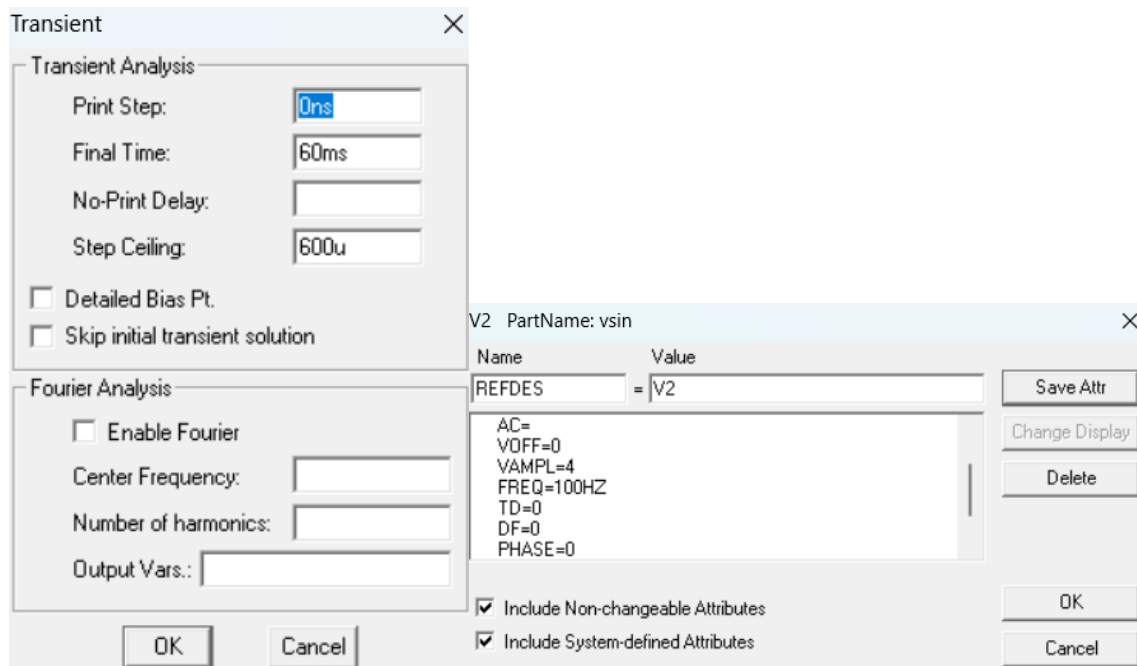 Transient
Transient Analysis
Print Step: 0ns
Final Time: 60ms
No-Print Delay:
Step Ceiling: 600u
Detailed Bias Pt.
Skip initial transient solution
Fourier Analysis
Enable Fourier
Center Frequency:
Number of harmonics:
Output Vars.:
OK Cancel
V2 PartName: vsin
Name Value
REFDES = V2 Save Attr
AC=
VOFF=0
VAMPL=4
FREQ=100HZ
TD=0
DF=0
PHASE=0
Change Display
Delete
Include Non-changeable Attributes
Include System-defined Attributes
OK
Cancel